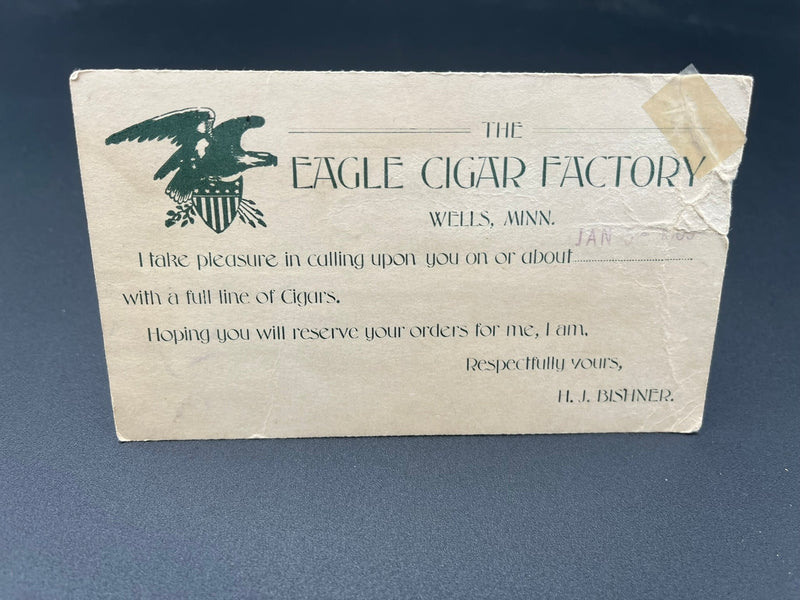 THE
EAGLE CIGAR FACTORY
WELLS, MINN.
JAN
I take pleasure in calling upon you on or about
with a full line of Cigars.
Hoping you will reserve your orders for me, I am,
Respectfully yours,
H. J. BISHNER.